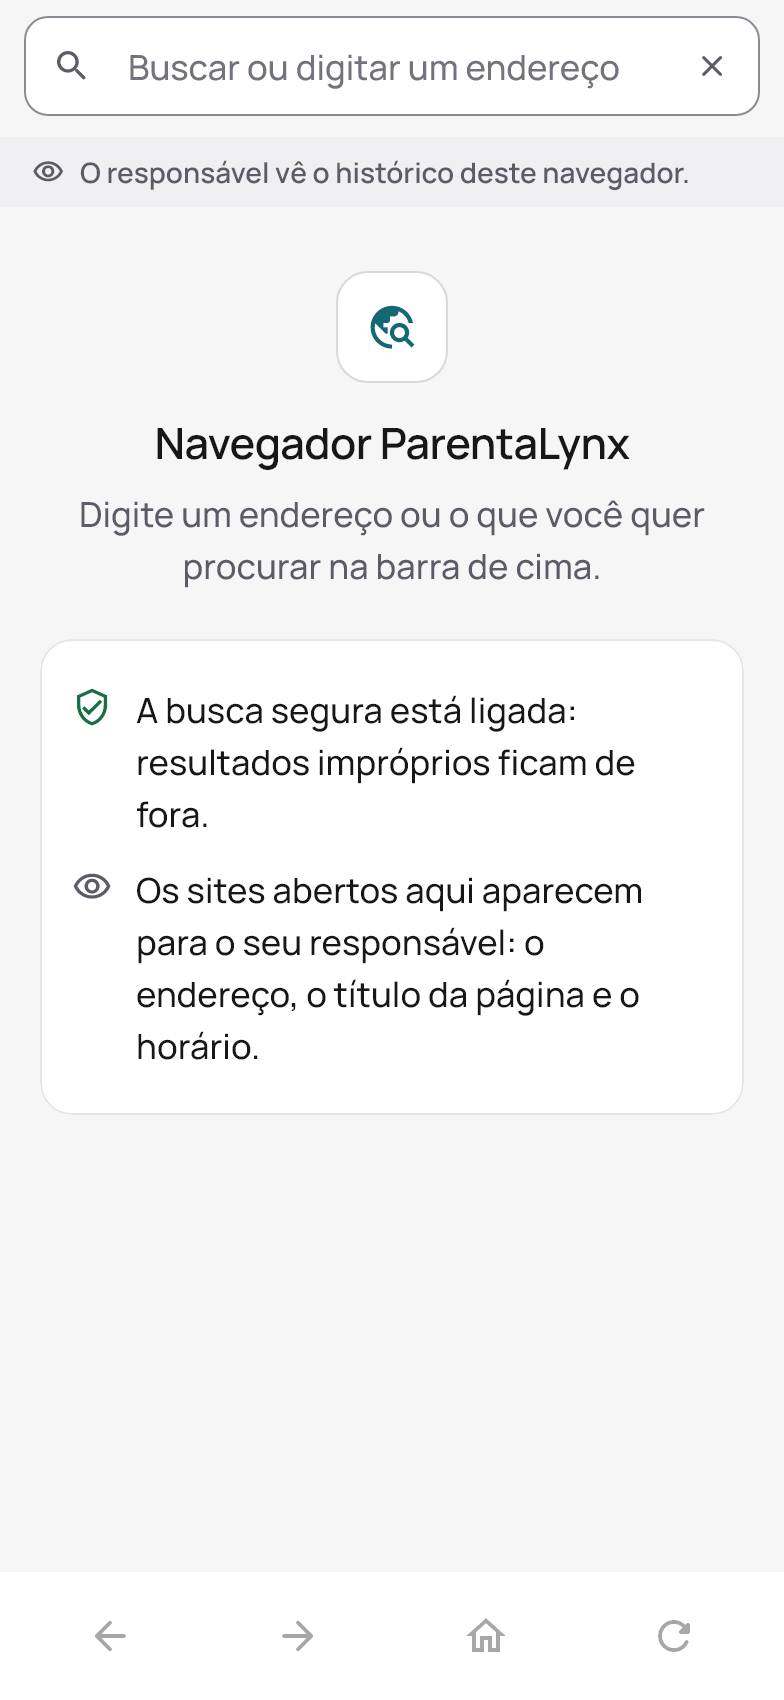 Buscar ou digitar um endereço
O responsável vê o histórico deste navegador.
Navegador ParentaLynx
Digite um endereço ou o que você quer
procurar na barra de cima.
A busca segura está ligada:
resultados impróprios ficam de
fora.
Os sites abertos aqui aparecem
para o seu responsável: o
endereço, o título da página e o
horário.